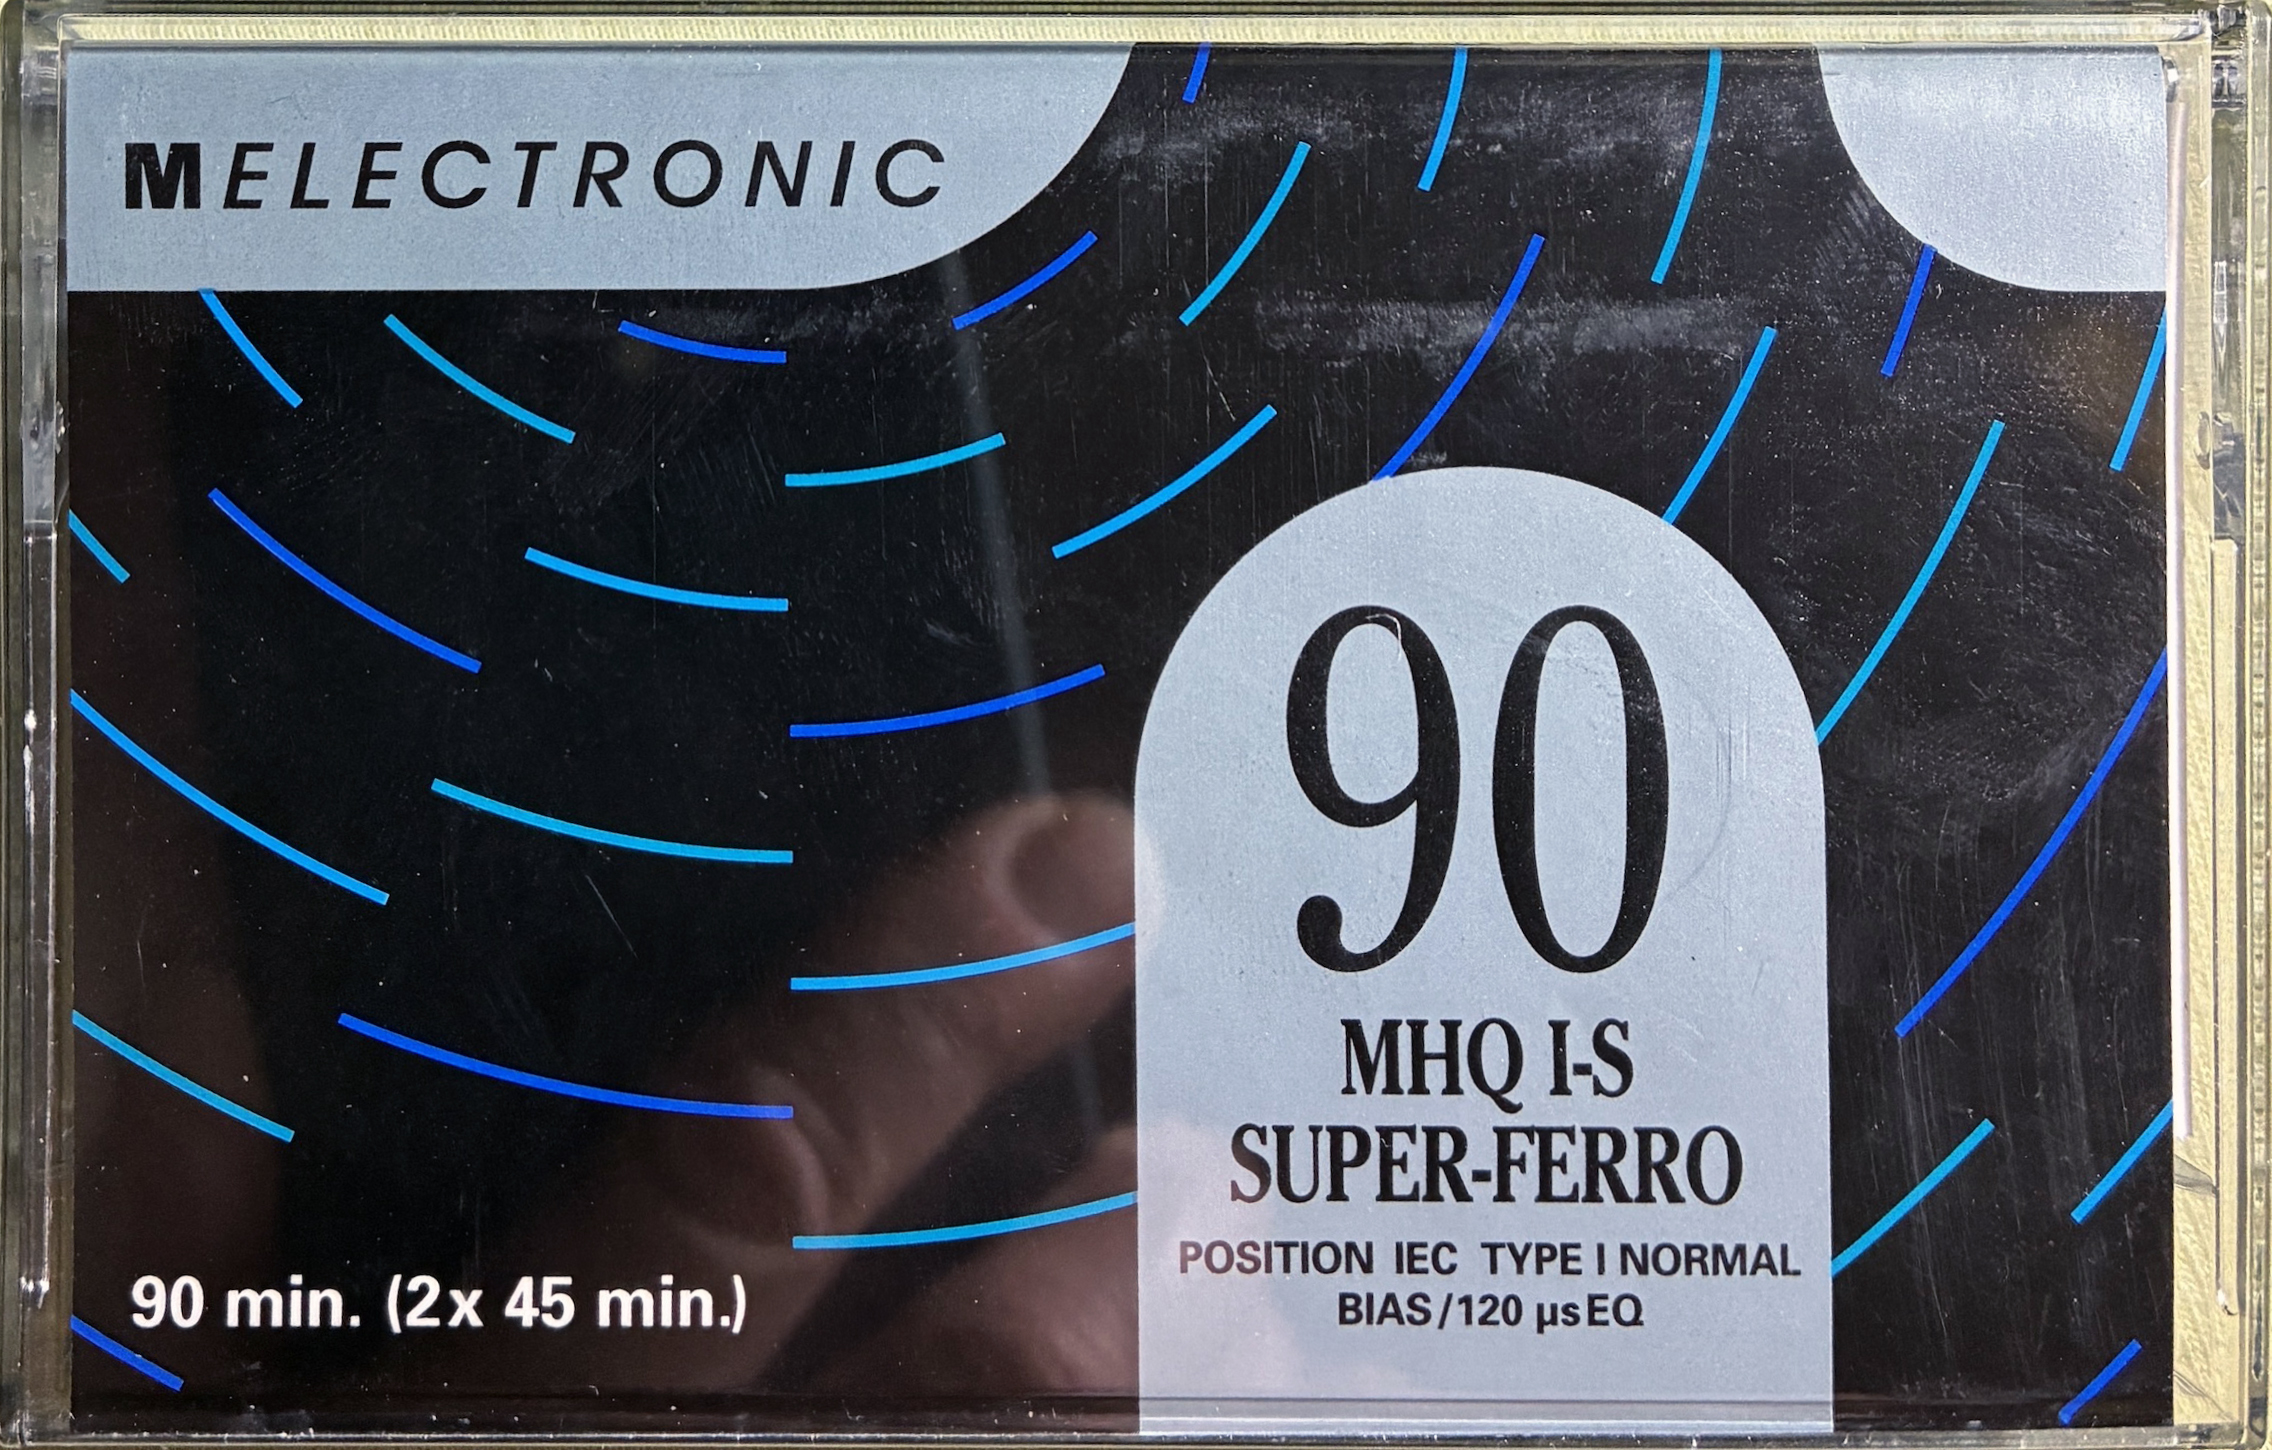 MELECTRONIC
90
MHQ I-S
SUPER-FERRO
POSITION IEC TYPE I NORMAL
BIAS/120 µs EQ
90 min. (2x 45 min.)